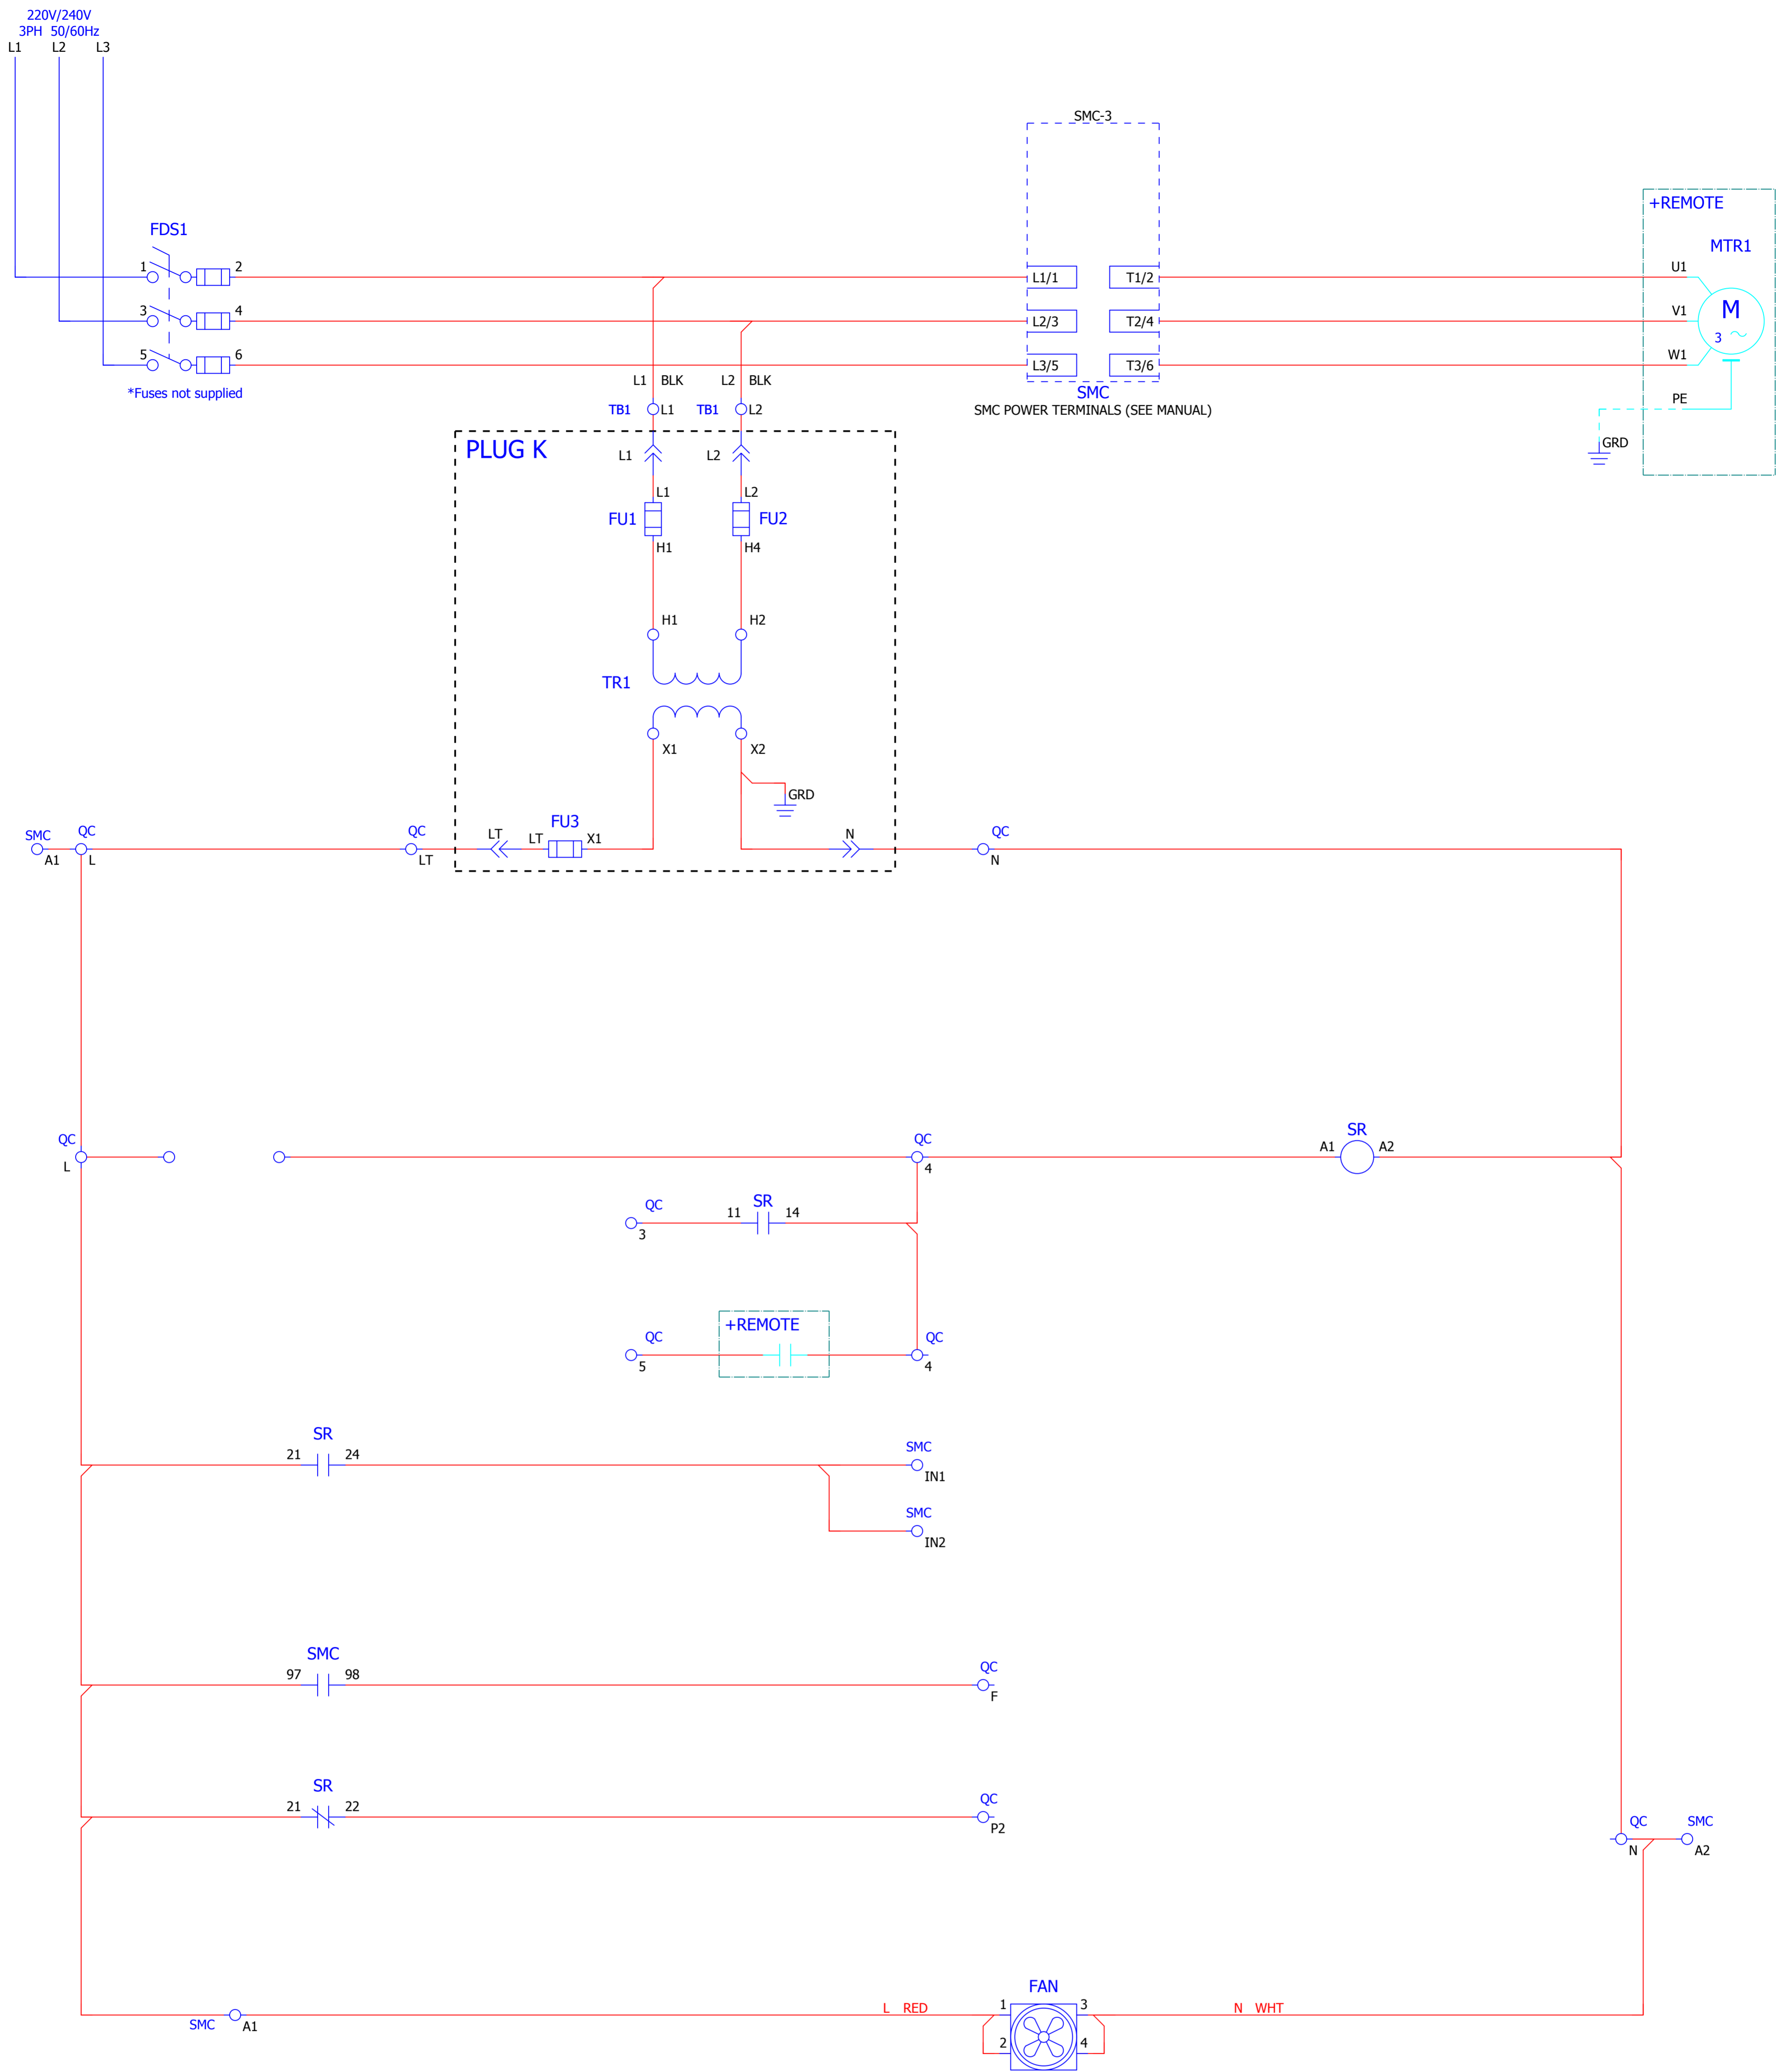 220V/240V
3PH 50/60Hz
L1 L2 L3
SMC-3
+REMOTE
FDS1
MTR1
1 2 L1/1 T1/2 U1
3 4 L2/3 T2/4 V1 M
3
5 6 L3/5 T3/6 W1
*Fuses not supplied
L1 BLK L2 BLK
SMC
PE
TB1 L1 TB1 L2
SMC POWER TERMINALS (SEE MANUAL)
GRD
PLUG K
L1 L2
L1 L2
FU1 FU2
H1 H4
H1 H2
TR1
X1 X2
GRD
FU3
SMC QC QC LT LT X1 N QC
A1 L LT N
QC QC SR
A1 A2
L 4
QC 11 SR 14
3
+REMOTE
QC QC
5 4
SR
21 24 SMC
IN1
SMC
IN2
SMC
97 98 QC
F
SR
21 22 QC
P2
QC SMC
N A2
FAN
L RED 1 3 N WHT
SMC A1
2 4